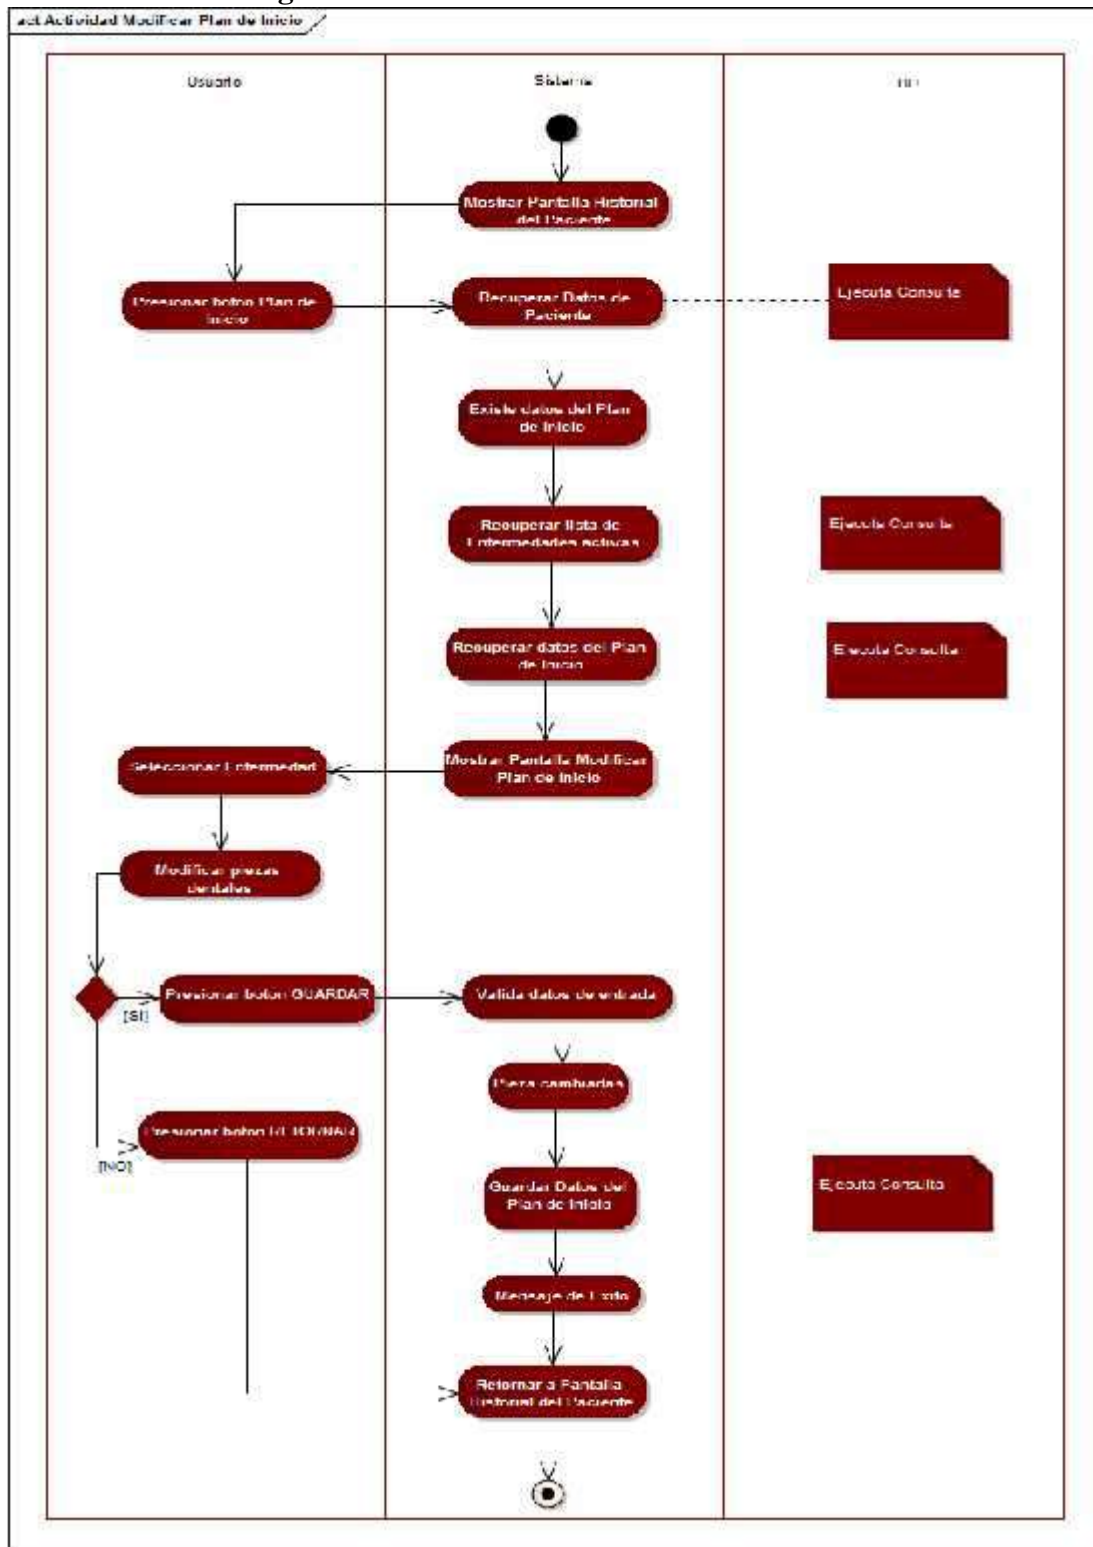 act Actividad Modificar Plan de Inicio
Usuario
Sistema
Mostrar Pantalla Historial
del Paciente
Presionar boton Plan de
Inicio
Recuperar Datos de
Paciente
Ejecuta Consulta
Existe datos del Plan
de Inicio
Recuperar lista de
Enfermedades activas
Ejecuta Consulta
Recuperar datos del Plan
de Inicio
Ejecuta Consulta
Mostrar Pantalla Modificar
Plan de Inicio
Seleccionar Enfermedad
Modificar piezas
dentales
Presionar boton GUARDAR
[SI]
Valida datos de entrada
Pieza cambiadas
Presionar boton RETORNAR
[NO]
Guardar Datos del
Plan de Inicio
Ejecuta Consulta
Mensaje de Exito
Retornar a Pantalla
Historial del Paciente